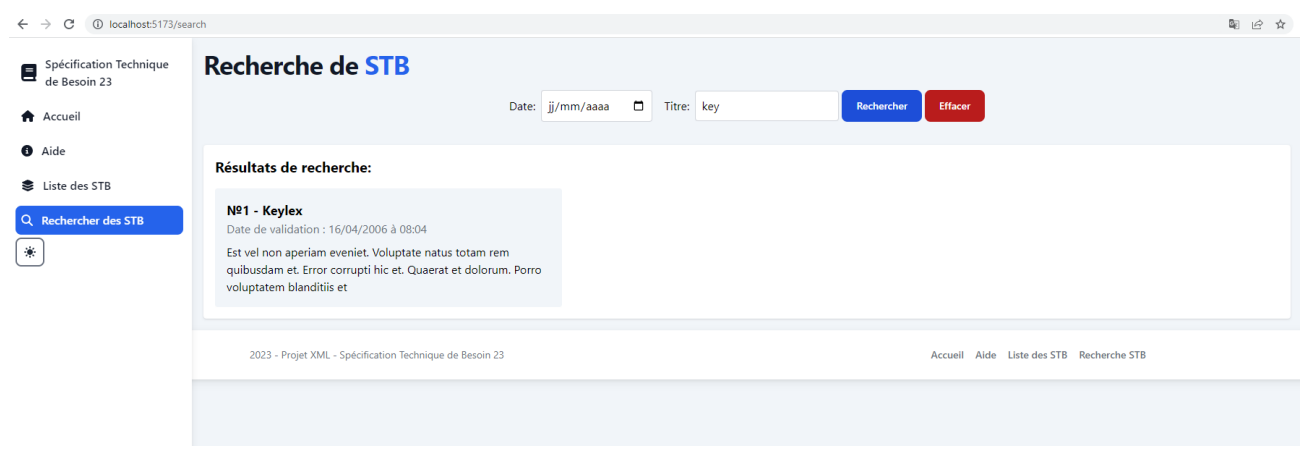 localhost:5173/search
Spécification Technique
de Besoin 23
Accueil
Aide
Liste des STB
Rechercher des STB
Recherche de STB
Date: jj/mm/aaaa Titre: key Rechercher Effacer
Résultats de recherche:
Nº1 - Keylex
Date de validation : 16/04/2006 à 08:04
Est vel non aperiam eveniet. Voluptate natus totam rem
quibusdam et. Error corrupti hic et. Quaerat et dolorum. Porro
voluptatem blanditiis et
2023 - Projet XML - Spécification Technique de Besoin 23
Accueil Aide Liste des STB Recherche STB